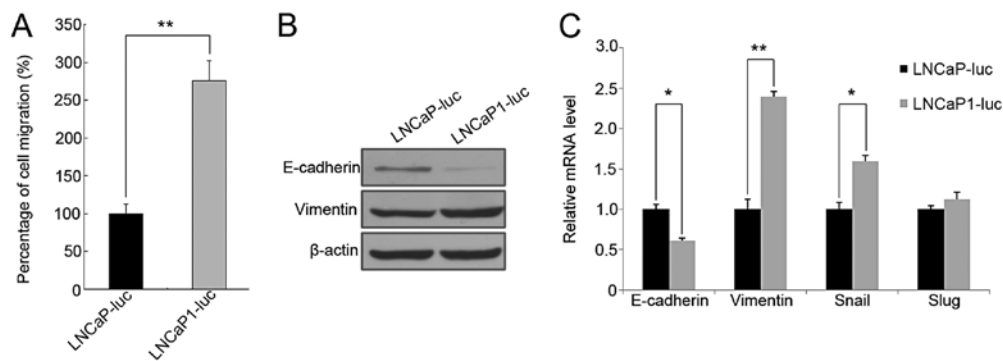 A
Percentage of cell migration (%)
350
300
250
200
150
100
50
0
**
LNCaP-luc
LNCaP1-luc
B
LNCaP-luc
LNCaP1-luc
E-cadherin
Vimentin
β-actin
C
Relative mRNA level
3.0
2.5
2.0
1.5
1.0
0.5
0
*
**
*
E-cadherin
Vimentin
Snail
Slug
LNCaP-luc
LNCaP1-luc